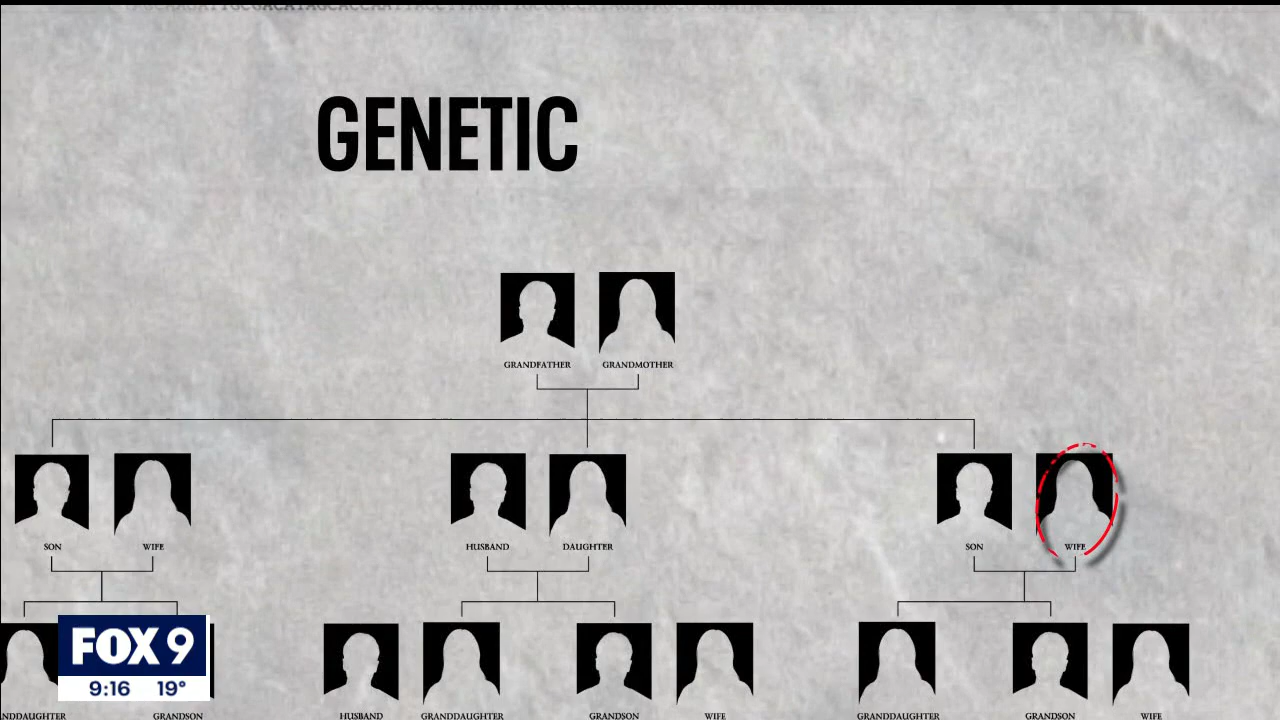 GENETIC
GRANDFATHER GRANDMOTHER
SON WIFE HUSBAND DAUGHTER SON WIFE
FOX 9
9:16 19°
NDDAUGHTER GRANDSON HUSBAND GRANDDAUGHTER GRANDSON WIFE GRANDDAUGHTER GRANDSON WIFE